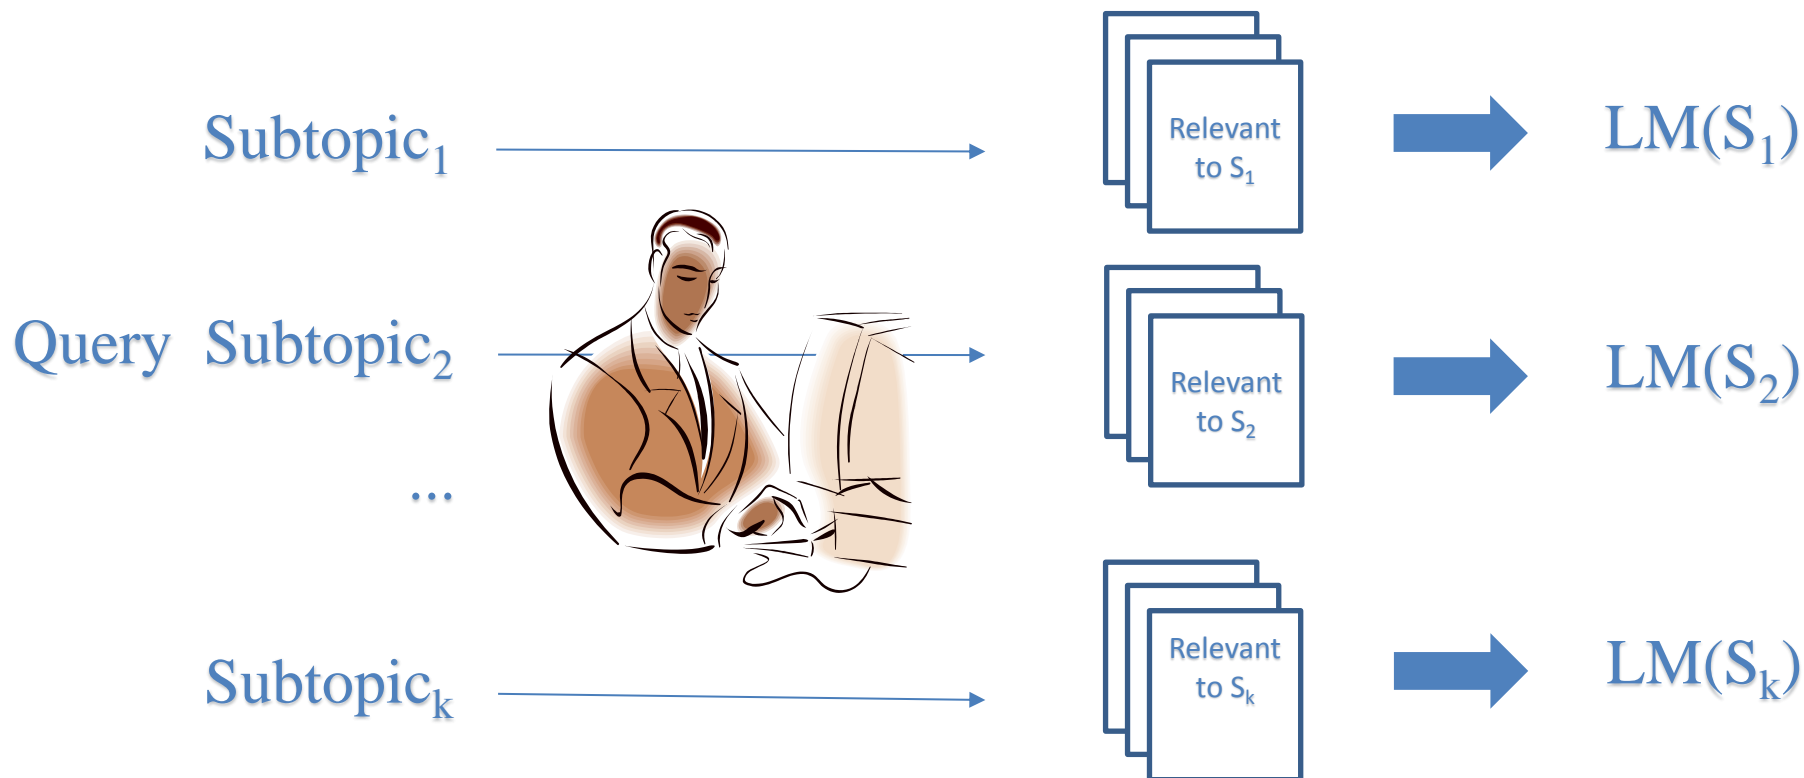 Subtopic₁
Relevant
to S₁
LM(S₁)
Query Subtopic₂
Relevant
to S₂
LM(S₂)
...
Subtopicₖ
Relevant
to Sₖ
LM(Sₖ)